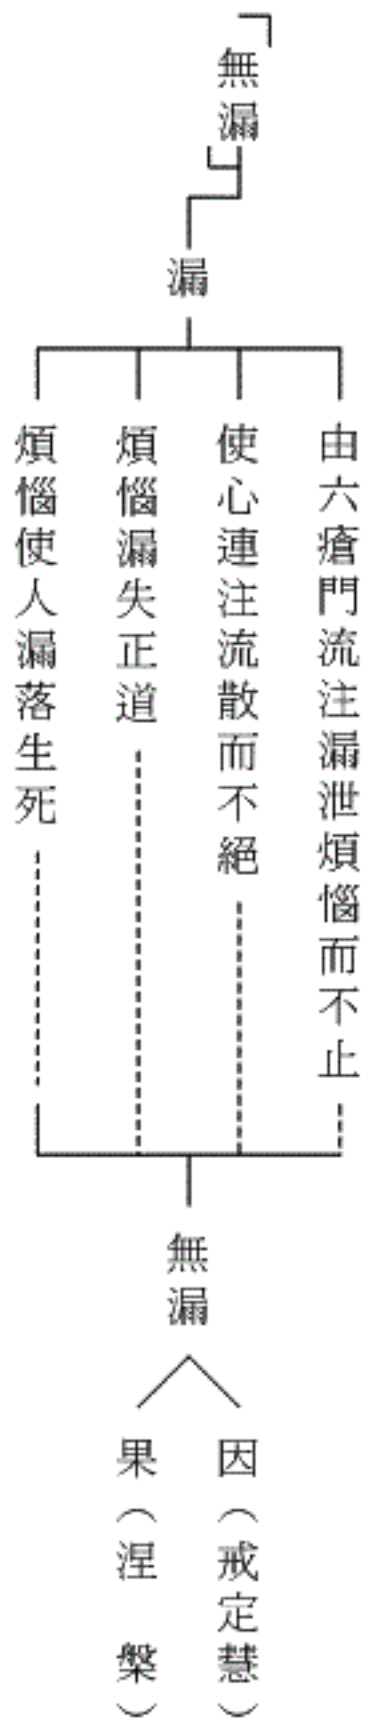 「無漏」
漏
由六瘡門流注漏泄煩惱而不止
使心連注流散而不絕
煩惱漏失正道
煩惱使人漏落生死
無漏
因（戒定慧）
果（涅槃）